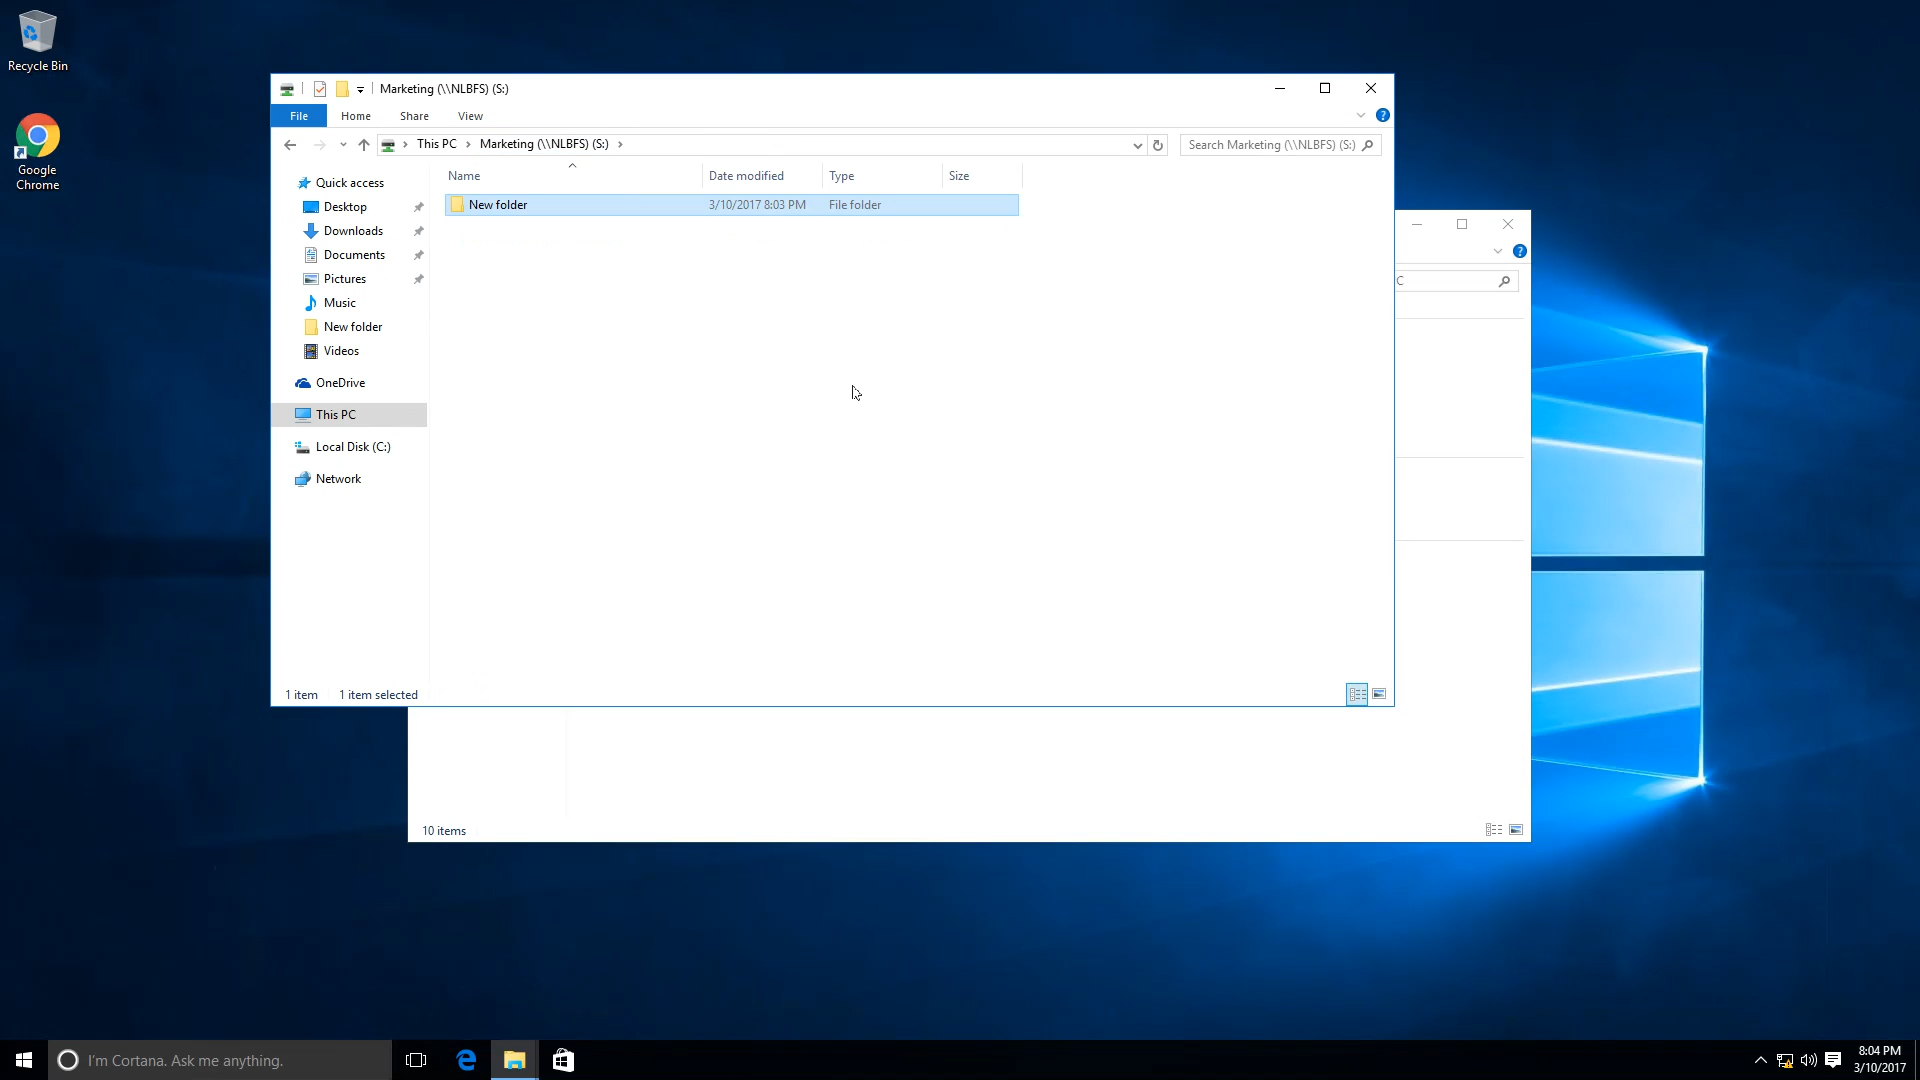 Recycle Bin
Google
Chrome
Marketing (\\NLBFS) (S:)
File Home Share View
This PC Marketing (\\NLBFS) (S:)
Search Marketing (\\NLBFS) (S:)
Name Date modified Type Size
New folder 3/10/2017 8:03 PM File folder
Quick access
Desktop
Downloads
Documents
Pictures
Music
New folder
Videos
OneDrive
This PC
Local Disk (C:)
Network
1 item 1 item selected
C
10 items
I'm Cortana. Ask me anything.
8:04 PM
3/10/2017